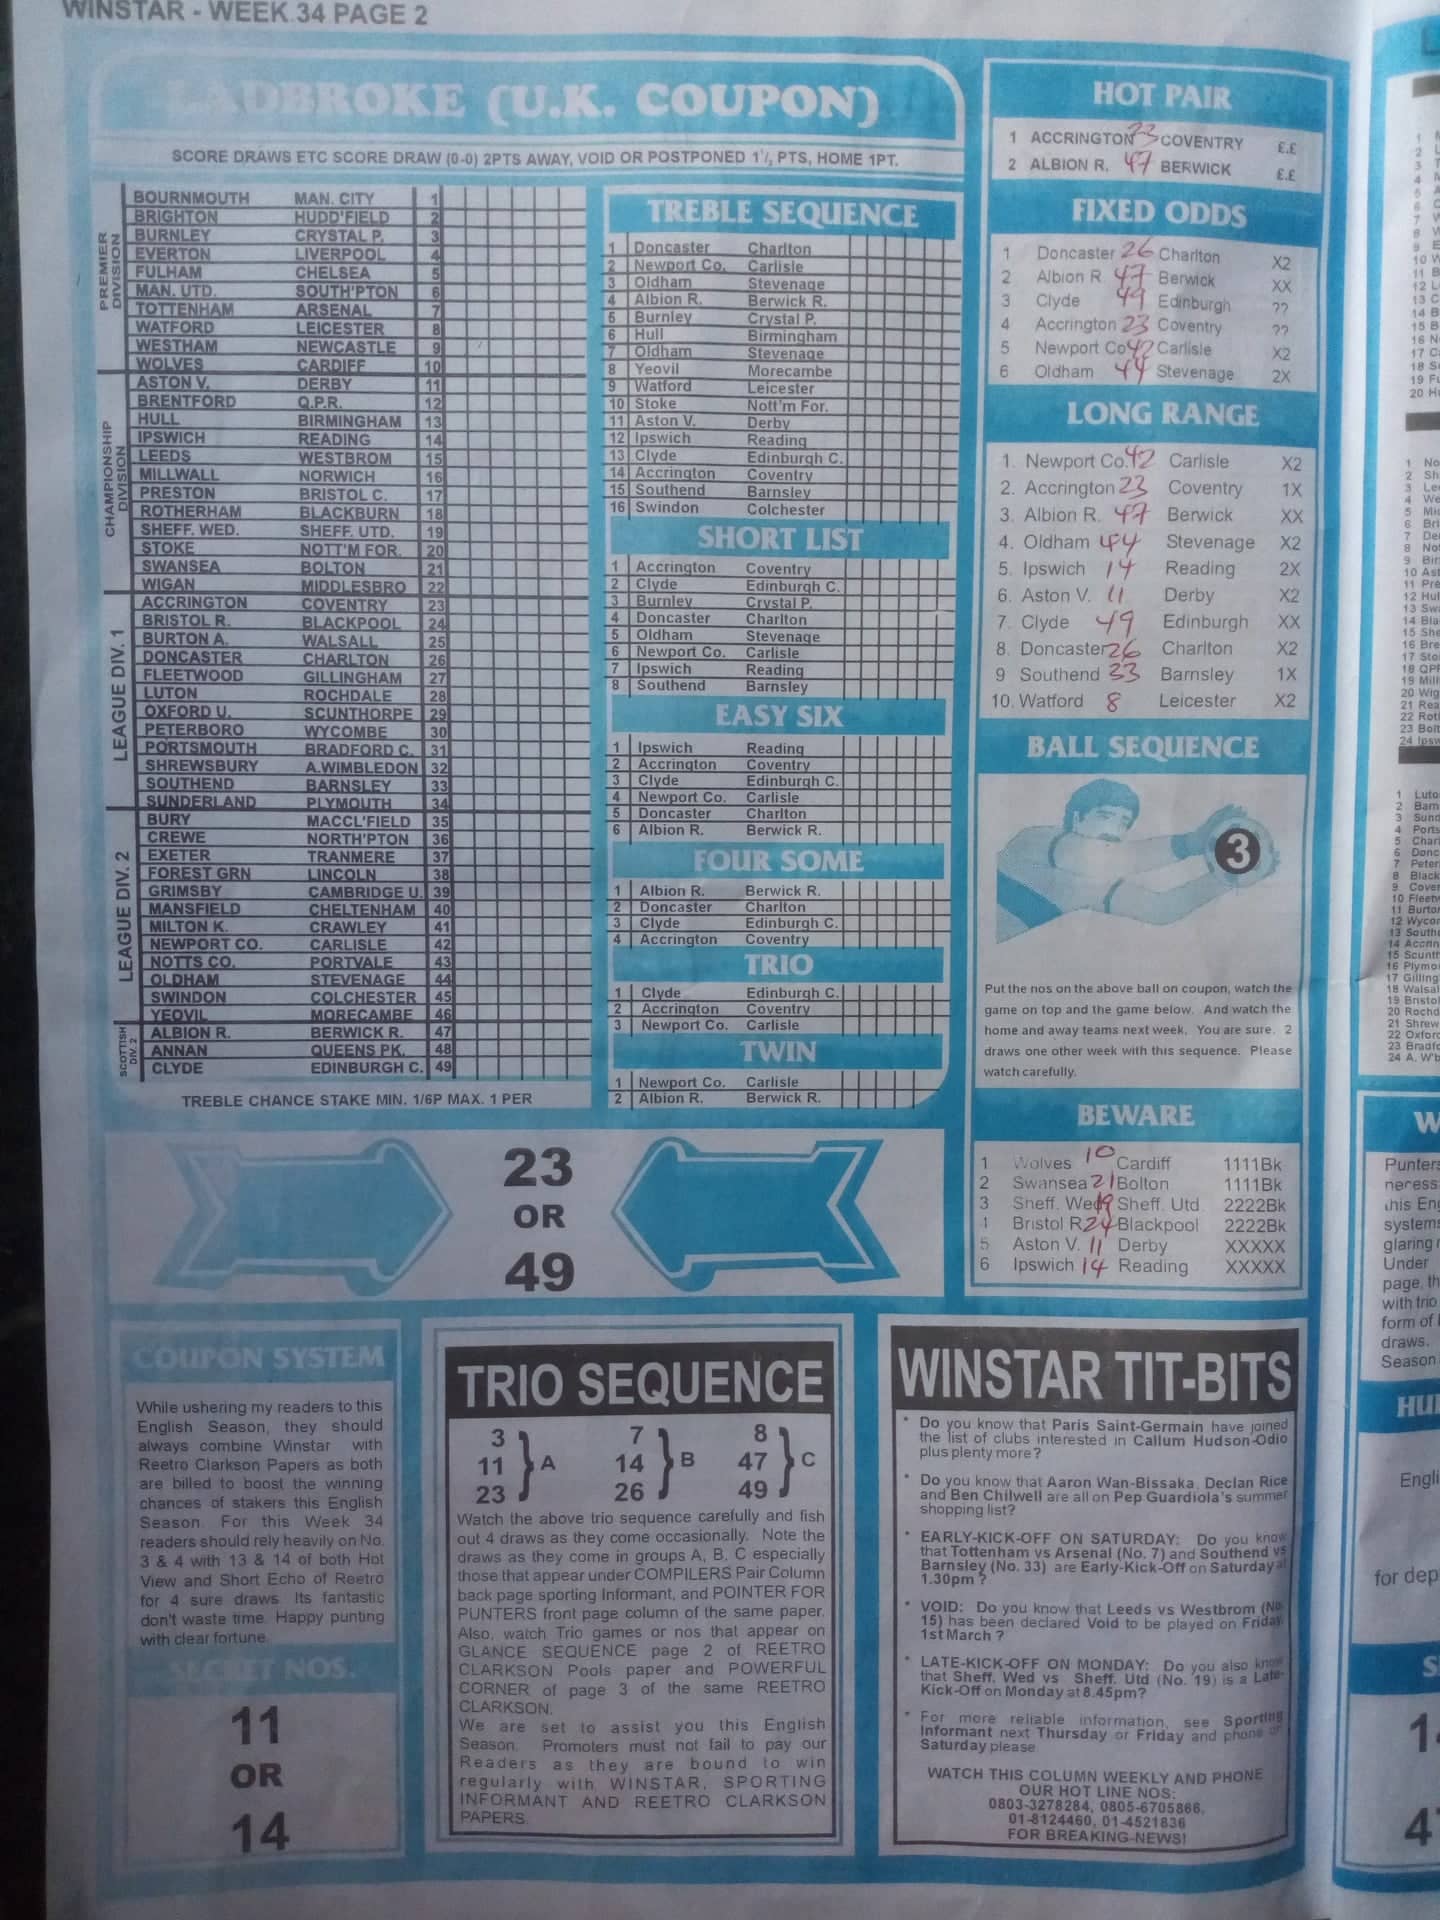 WINSTAR - WEEK 34 PAGE 2
LADBROKE (U.K. COUPON)
SCORE DRAWS ETC SCORE DRAW (0-0) 2PTS AWAY, VOID OR POSTPONED 1½ PTS, HOME 1PT.
PREMIER DIVISION
BOURNMOUTH MAN. CITY 1
BRIGHTON HUDD'FIELD 2
BURNLEY CRYSTAL P. 3
EVERTON LIVERPOOL 4
FULHAM CHELSEA 5
MAN. UTD. SOUTH'PTON 6
TOTTENHAM ARSENAL 7
WATFORD LEICESTER 8
WESTHAM NEWCASTLE 9
WOLVES CARDIFF 10
CHAMPIONSHIP DIVISION
ASTON V. DERBY 11
BRENTFORD Q.P.R. 12
HULL BIRMINGHAM 13
IPSWICH READING 14
LEEDS WESTBROM 15
MILLWALL NORWICH 16
PRESTON BRISTOL C. 17
ROTHERHAM BLACKBURN 18
SHEFF. WED. SHEFF. UTD. 19
STOKE NOTT'M FOR. 20
SWANSEA BOLTON 21
WIGAN MIDDLESBRO 22
LEAGUE DIV. 1
ACCRINGTON COVENTRY 23
BRISTOL R. BLACKPOOL 24
BURTON A. WALSALL 25
DONCASTER CHARLTON 26
FLEETWOOD GILLINGHAM 27
LUTON ROCHDALE 28
OXFORD U. SCUNTHORPE 29
PETERBORO WYCOMBE 30
PORTSMOUTH BRADFORD C. 31
SHREWSBURY A.WIMBLEDON 32
SOUTHEND BARNSLEY 33
SUNDERLAND PLYMOUTH 34
LEAGUE DIV. 2
BURY MACCL'FIELD 35
CREWE NORTH'PTON 36
EXETER TRANMERE 37
FOREST GRN LINCOLN 38
GRIMSBY CAMBRIDGE U. 39
MANSFIELD CHELTENHAM 40
MILTON K. CRAWLEY 41
NEWPORT CO. CARLISLE 42
NOTTS CO. PORTVALE 43
OLDHAM STEVENAGE 44
SWINDON COLCHESTER 45
YEOVIL MORECAMBE 46
SCOTTISH DIV. 2
ALBION R. BERWICK R. 47
ANNAN QUEENS PK. 48
CLYDE EDINBURGH C. 49
TREBLE CHANCE STAKE MIN. 1/6P MAX. 1 PER
TREBLE SEQUENCE
1 Doncaster Charlton
2 Newport Co. Carlisle
3 Oldham Stevenage
4 Albion R. Berwick R.
5 Burnley Crystal P.
6 Hull Birmingham
7 Oldham Stevenage
8 Yeovil Morecambe
9 Watford Leicester
10 Stoke Nott'm For.
11 Aston V. Derby
12 Ipswich Reading
13 Clyde Edinburgh C.
14 Accrington Coventry
15 Southend Barnsley
16 Swindon Colchester
SHORT LIST
1 Accrington Coventry
2 Clyde Edinburgh C.
3 Burnley Crystal P.
4 Doncaster Charlton
5 Oldham Stevenage
6 Newport Co. Carlisle
7 Ipswich Reading
8 Southend Barnsley
EASY SIX
1 Ipswich Reading
2 Accrington Coventry
3 Clyde Edinburgh C.
4 Newport Co. Carlisle
5 Doncaster Charlton
6 Albion R. Berwick R.
FOUR SOME
1 Albion R. Berwick R.
2 Doncaster Charlton
3 Clyde Edinburgh C.
4 Accrington Coventry
TRIO
1 Clyde Edinburgh C.
2 Accrington Coventry
3 Newport Co. Carlisle
TWIN
1 Newport Co. Carlisle
2 Albion R. Berwick R.
HOT PAIR
1 ACCRINGTON 23 COVENTRY £.£
2 ALBION R. 47 BERWICK £.£
FIXED ODDS
1 Doncaster 26 Charlton X2
2 Albion R 47 Berwick XX
3 Clyde 49 Edinburgh ??
4 Accrington 23 Coventry ??
5 Newport Co 42 Carlisle X2
6 Oldham 44 Stevenage 2X
LONG RANGE
1. Newport Co. 42 Carlisle X2
2. Accrington 23 Coventry 1X
3. Albion R. 47 Berwick XX
4. Oldham 44 Stevenage X2
5. Ipswich 14 Reading 2X
6. Aston V. 11 Derby X2
7. Clyde 49 Edinburgh XX
8. Doncaster 26 Charlton X2
9 Southend 33 Barnsley 1X
10. Watford 8 Leicester X2
BALL SEQUENCE
3
Put the nos on the above ball on coupon, watch the
game on top and the game below. And watch the
home and away teams next week. You are sure. 2
draws one other week with this sequence. Please
watch carefully.
BEWARE
1 Wolves 10 Cardiff 1111Bk
2 Swansea 21 Bolton 1111Bk
3 Sheff. Wed 19 Sheff. Utd 2222Bk
4 Bristol R 24 Blackpool 2222Bk
5 Aston V. 11 Derby XXXXX
6 Ipswich 14 Reading XXXXX
23
OR
49
COUPON SYSTEM
While ushering my readers to this
English Season, they should
always combine Winstar with
Reetro Clarkson Papers as both
are billed to boost the winning
chances of stakers this English
Season. For this Week 34
readers should rely heavily on No.
3 & 4 with 13 & 14 of both Hot
View and Short Echo of Reetro
for 4 sure draws. Its fantastic
don't waste time. Happy punting
with clear fortune.
SECRET NOS.
11
OR
14
TRIO SEQUENCE
3 7 8
11 A 14 B 47 C
23 26 49
Watch the above trio sequence carefully and fish
out 4 draws as they come occasionally. Note the
draws as they come in groups A, B, C especially
those that appear under COMPILERS Pair Column
back page sporting Informant, and POINTER FOR
PUNTERS front page column of the same paper.
Also, watch Trio games or nos that appear on
GLANCE SEQUENCE page 2 of REETRO
CLARKSON Pools paper and POWERFUL
CORNER of page 3 of the same REETRO
CLARKSON.
We are set to assist you this English
Season. Promoters must not fail to pay our
Readers as they are bound to win
regularly with WINSTAR, SPORTING
INFORMANT AND REETRO CLARKSON
PAPERS.
WINSTAR TIT-BITS
* Do you know that Paris Saint-Germain have joined
the list of clubs interested in Callum Hudson-Odio
plus plenty more?
* Do you know that Aaron Wan-Bissaka, Declan Rice
and Ben Chilwell are all on Pep Guardiola's summer
shopping list?
* EARLY-KICK-OFF ON SATURDAY: Do you know
that Tottenham vs Arsenal (No. 7) and Southend vs
Barnsley (No. 33) are Early-Kick-Off on Saturday at
1.30pm ?
* VOID: Do you know that Leeds vs Westbrom (No.
15) has been declared Void to be played on Friday,
1st March ?
* LATE-KICK-OFF ON MONDAY: Do you also know
that Sheff. Wed vs Sheff. Utd (No. 19) is a Late-
Kick-Off on Monday at 8.45pm?
* For more reliable information, see Sporting
Informant next Thursday or Friday and phone on
Saturday please.
WATCH THIS COLUMN WEEKLY AND PHONE
OUR HOT LINE NOS:
0803-3278284, 0805-6705866,
01-8124460, 01-4521836
FOR BREAKING-NEWS!